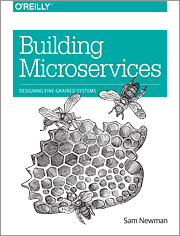 O'REILLY®
Building
Microservices
DESIGNING FINE-GRAINED SYSTEMS
Sam Newman